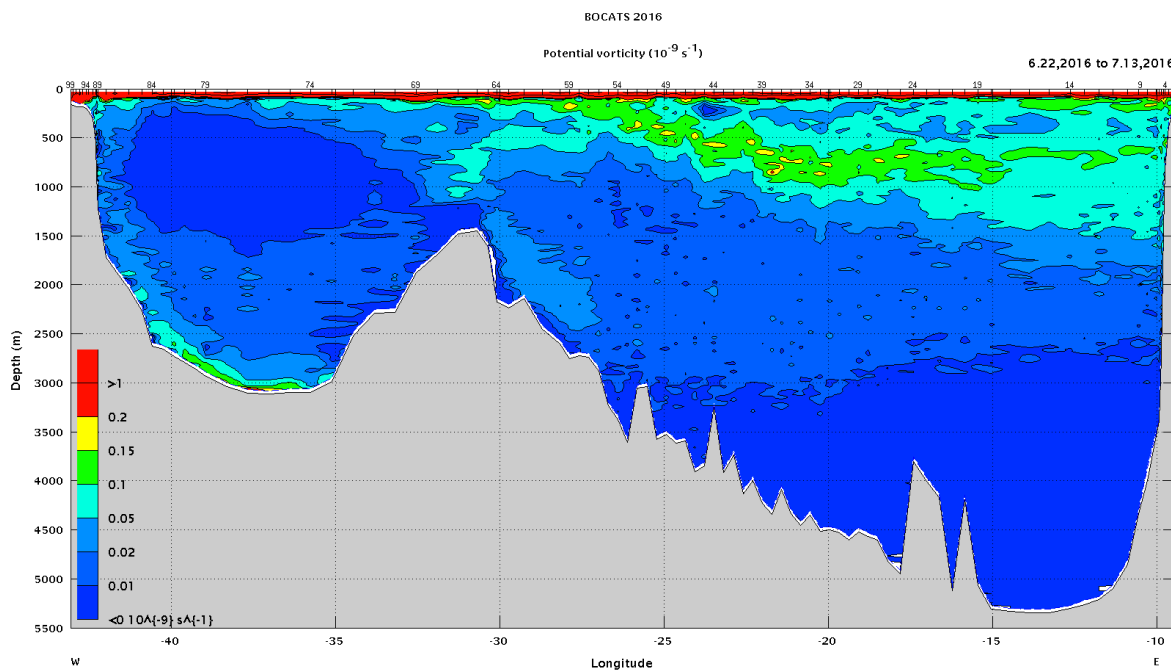 BOCATS 2016
Potential vorticity (10^-9 s^-1)
6.22,2016 to 7.13,2016
99 94 89 84 79 74 64 59 54 49 44 39 34 29 24 19 14 9 4
0
500
1000
1500
2000
2500
3000
3500
4000
4500
5000
5500
Depth (m)
>1
0.2
0.15
0.1
0.05
0.02
0.01
<0 10^{-9} s^{-1}
-40 -35 -30 -25 -20 -15 -10
W Longitude E